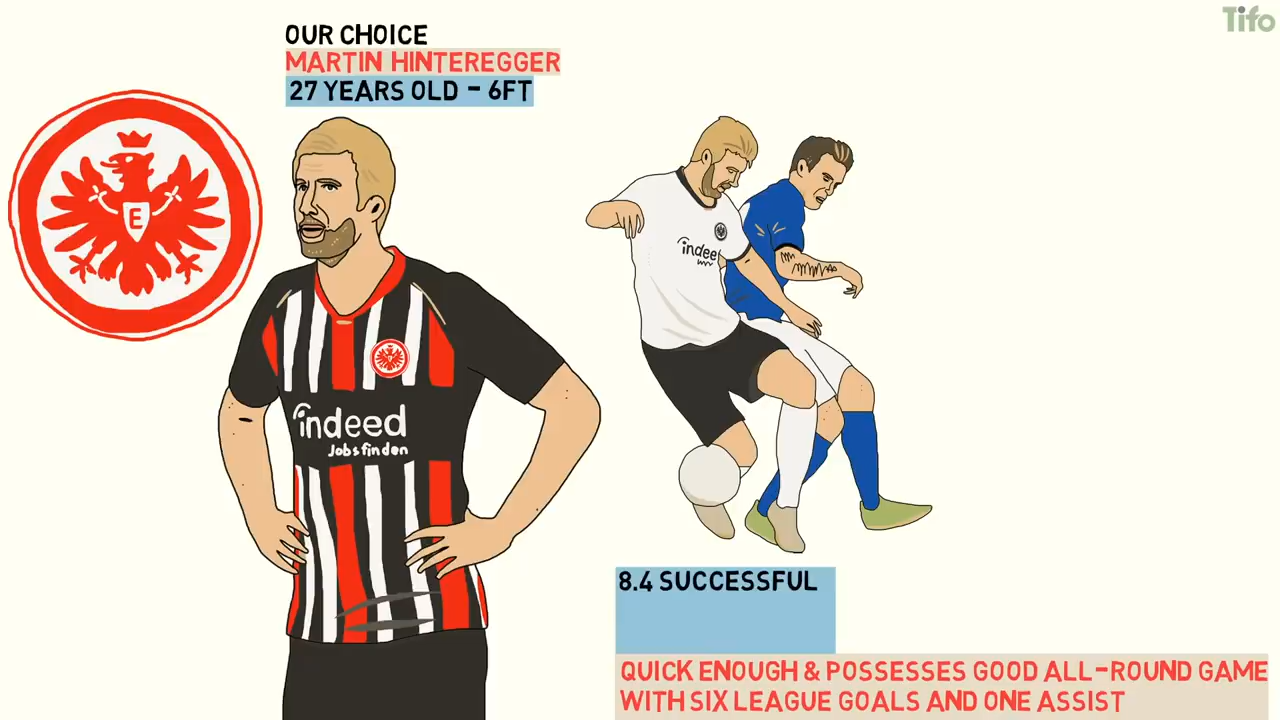 Tifo
OUR CHOICE
MARTIN HINTEREGGER
27 YEARS OLD - 6FT
E
indeed
Jobsfinden
indee
8.4 SUCCESSFUL
QUICK ENOUGH & POSSESSES GOOD ALL-ROUND GAME
WITH SIX LEAGUE GOALS AND ONE ASSIST